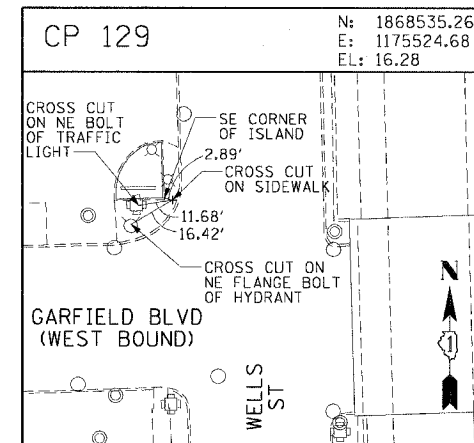 CP 129
N: 1868535.26
E: 1175524.68
EL: 16.28
CROSS CUT
ON NE BOLT
OF TRAFFIC
LIGHT
SE CORNER
OF ISLAND
2.89'
CROSS CUT
ON SIDEWALK
11.68'
16.42'
CROSS CUT ON
NE FLANGE BOLT
OF HYDRANT
GARFIELD BLVD
(WEST BOUND)
WELLS
ST
N
1